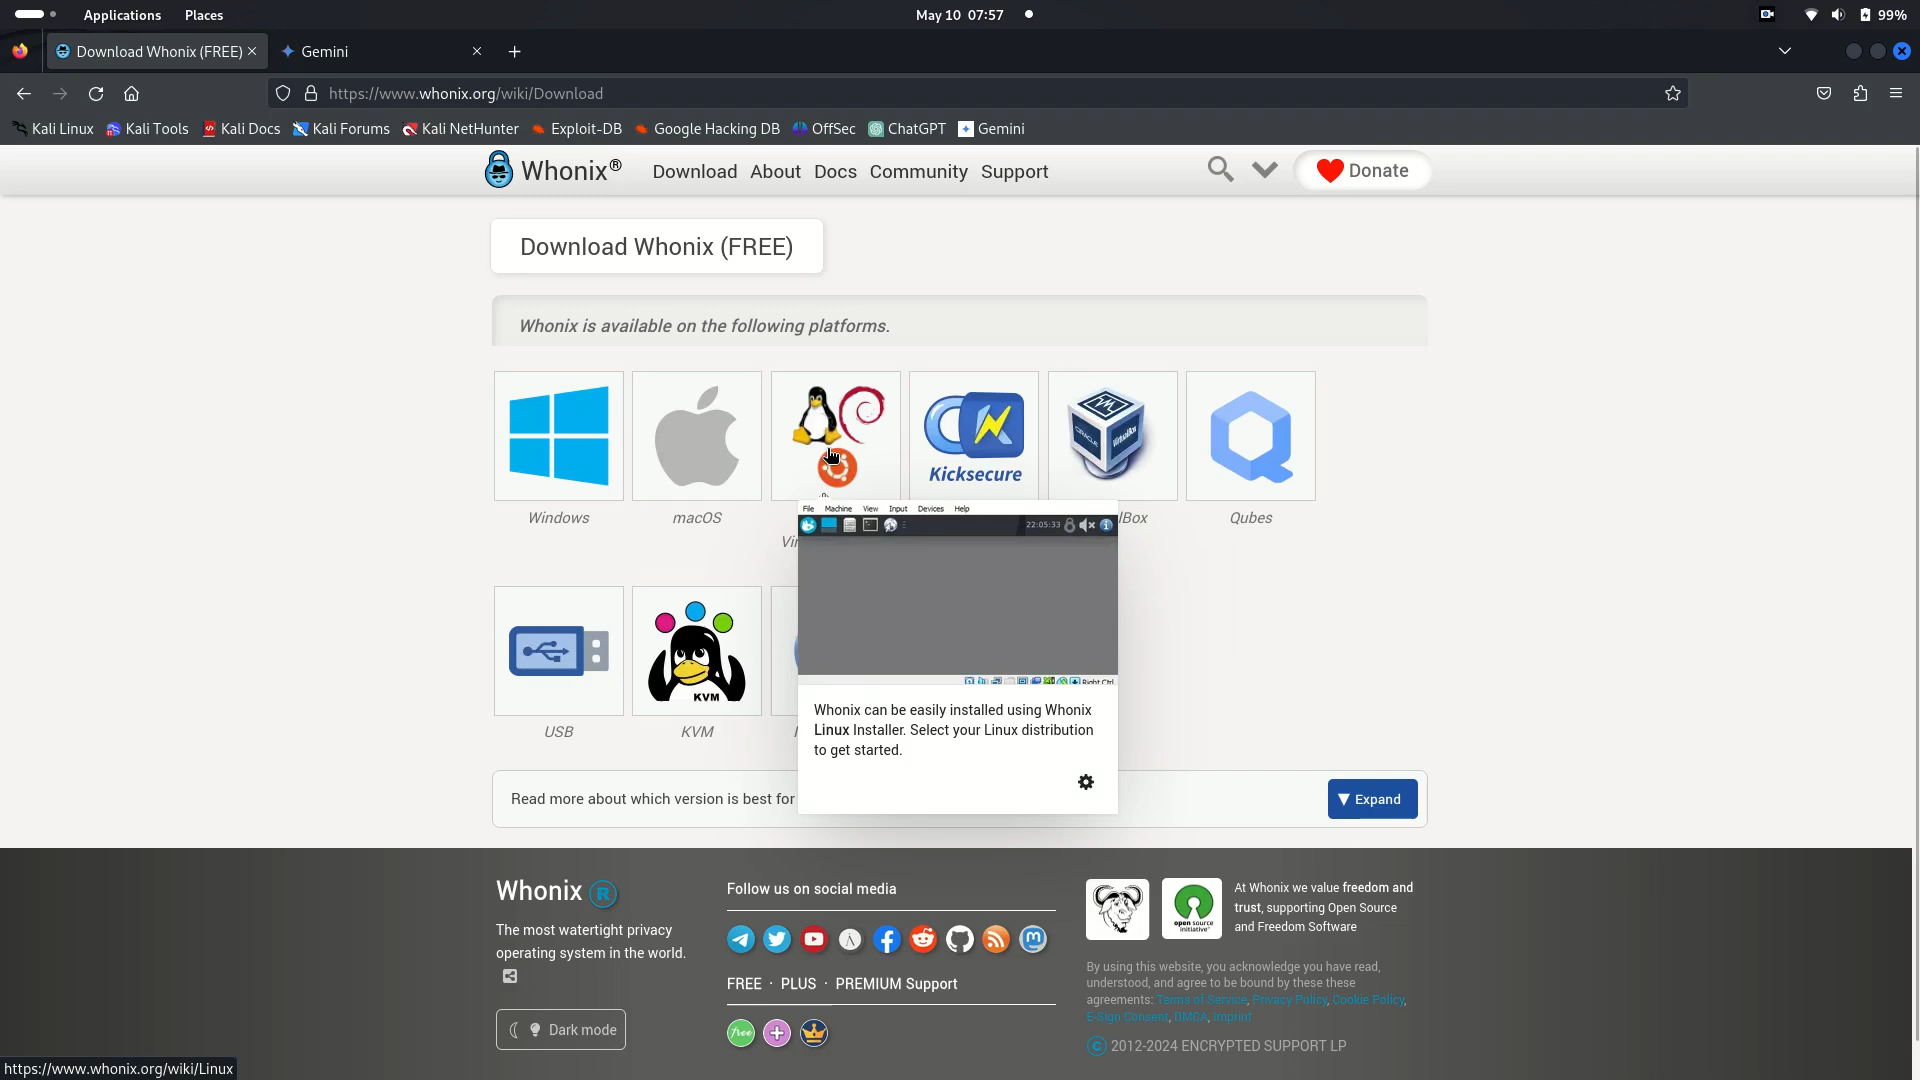 Applications Places May 10 07:57 99%
Download Whonix (FREE) Gemini
https://www.whonix.org/wiki/Download
Kali Linux Kali Tools Kali Docs Kali Forums Kali NetHunter Exploit-DB Google Hacking DB OffSec ChatGPT Gemini
Whonix® Download About Docs Community Support Donate
Download Whonix (FREE)
Whonix is available on the following platforms.
Kicksecure
Windows macOS lBox Qubes
File Machine View Input Devices Help
22:05:33
KVM
Right Ctrl
Whonix can be easily installed using Whonix
Linux Installer. Select your Linux distribution
to get started.
USB KVM
Read more about which version is best for
Expand
Whonix R
The most watertight privacy
operating system in the world.
Dark mode
Follow us on social media
FREE · PLUS · PREMIUM Support
free
open source
initiative
At Whonix we value freedom and
trust, supporting Open Source
and Freedom Software
By using this website, you acknowledge you have read,
understood, and agree to be bound by these these
agreements: Terms of Service, Privacy Policy, Cookie Policy,
E-Sign Consent, DMCA, Imprint
© 2012-2024 ENCRYPTED SUPPORT LP
https://www.whonix.org/wiki/Linux